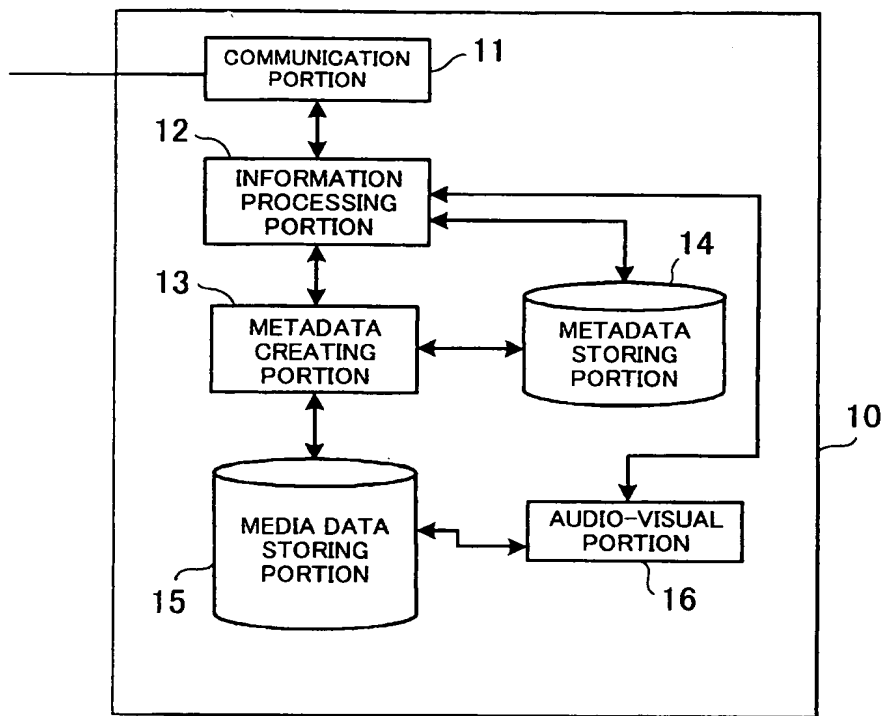 COMMUNICATION
PORTION
11
12
INFORMATION
PROCESSING
PORTION
13
14
METADATA
CREATING
PORTION
METADATA
STORING
PORTION
10
MEDIA DATA
STORING
PORTION
AUDIO-VISUAL
PORTION
15
16